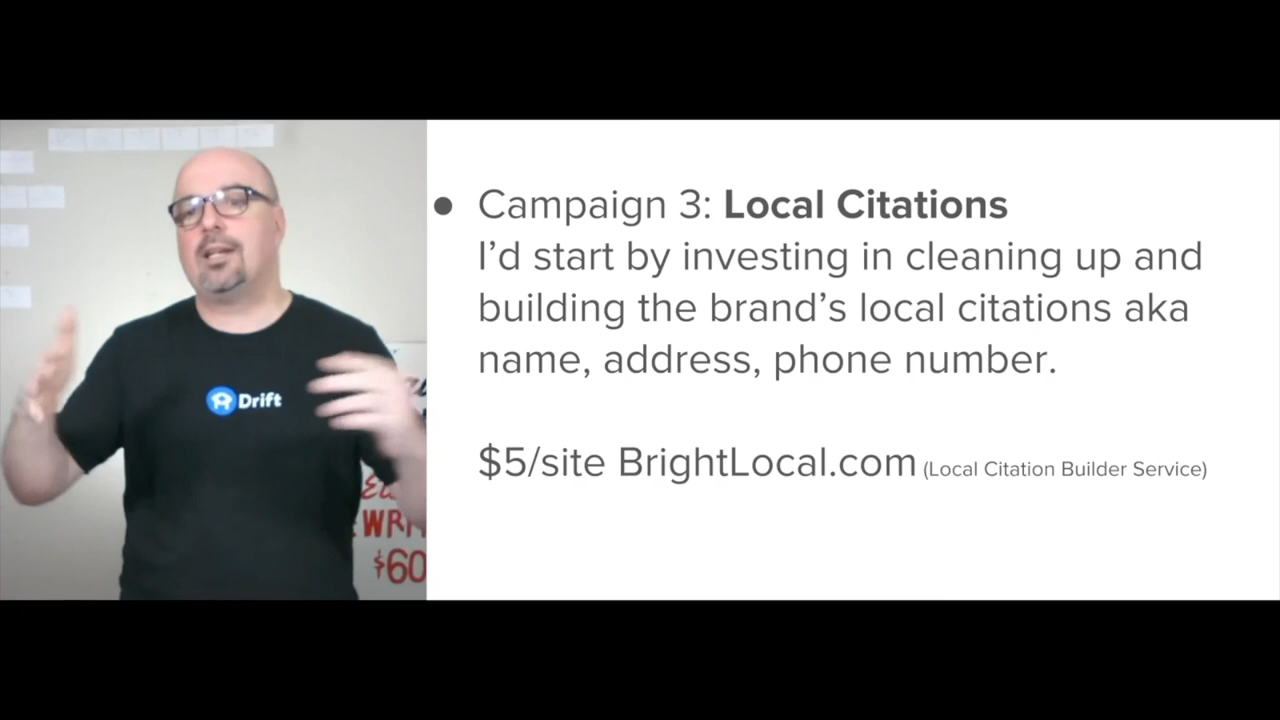 Drift
$60
● Campaign 3: Local Citations
I’d start by investing in cleaning up and
building the brand’s local citations aka
name, address, phone number.
$5/site BrightLocal.com (Local Citation Builder Service)